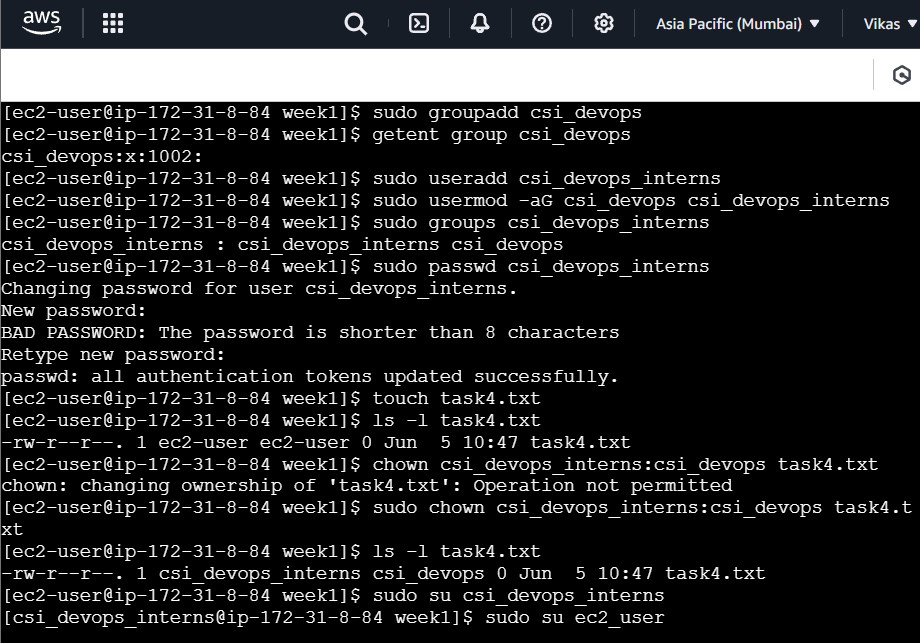 aws
Asia Pacific (Mumbai) ▼
Vikas ▼
[ec2-user@ip-172-31-8-84 week1]$ sudo groupadd csi_devops
[ec2-user@ip-172-31-8-84 week1]$ getent group csi_devops
csi_devops:x:1002:
[ec2-user@ip-172-31-8-84 week1]$ sudo useradd csi_devops_interns
[ec2-user@ip-172-31-8-84 week1]$ sudo usermod -aG csi_devops csi_devops_interns
[ec2-user@ip-172-31-8-84 week1]$ sudo groups csi_devops_interns
csi_devops_interns : csi_devops_interns csi_devops
[ec2-user@ip-172-31-8-84 week1]$ sudo passwd csi_devops_interns
Changing password for user csi_devops_interns.
New password:
BAD PASSWORD: The password is shorter than 8 characters
Retype new password:
passwd: all authentication tokens updated successfully.
[ec2-user@ip-172-31-8-84 week1]$ touch task4.txt
[ec2-user@ip-172-31-8-84 week1]$ ls -l task4.txt
-rw-r--r--. 1 ec2-user ec2-user 0 Jun  5 10:47 task4.txt
[ec2-user@ip-172-31-8-84 week1]$ chown csi_devops_interns:csi_devops task4.txt
chown: changing ownership of 'task4.txt': Operation not permitted
[ec2-user@ip-172-31-8-84 week1]$ sudo chown csi_devops_interns:csi_devops task4.t
xt
[ec2-user@ip-172-31-8-84 week1]$ ls -l task4.txt
-rw-r--r--. 1 csi_devops_interns csi_devops 0 Jun  5 10:47 task4.txt
[ec2-user@ip-172-31-8-84 week1]$ sudo su csi_devops_interns
[csi_devops_interns@ip-172-31-8-84 week1]$ sudo su ec2_user